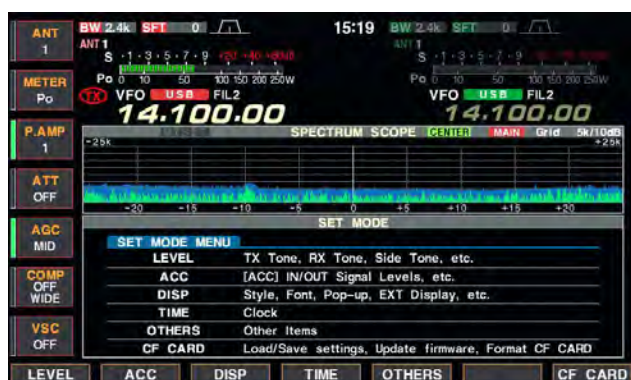 ANT
1
BW 2.4k SFT 0
15:19
BW 2.4k SFT 0
ANT1
ANT1
S 1 3 5 7 9 +20 +40 +60dB
S 1 3 5 7 9
METER
Po
Po 0 10 50 100 150 200 250W
Po 0 10 50 100 150 200 250W
TX VFO USB FIL2
VFO USB FIL2
14.100.00
14.100.00
P.AMP
1
SPECTRUM SCOPE CENTER MAIN Grid 5k/10dB
-25k
+25k
ATT
OFF
-20 -15 -10 -5 0 +5 +10 +15 +20
AGC
MID
SET MODE
SET MODE MENU
LEVEL TX Tone, RX Tone, Side Tone, etc.
ACC [ACC] IN/OUT Signal Levels, etc.
COMP
OFF
WIDE
DISP Style, Font, Pop-up, EXT Display, etc.
TIME Clock
VSC
OFF
OTHERS Other Items
CF CARD Load/Save settings, Update firmware, Format CF CARD
LEVEL ACC DISP TIME OTHERS CF CARD